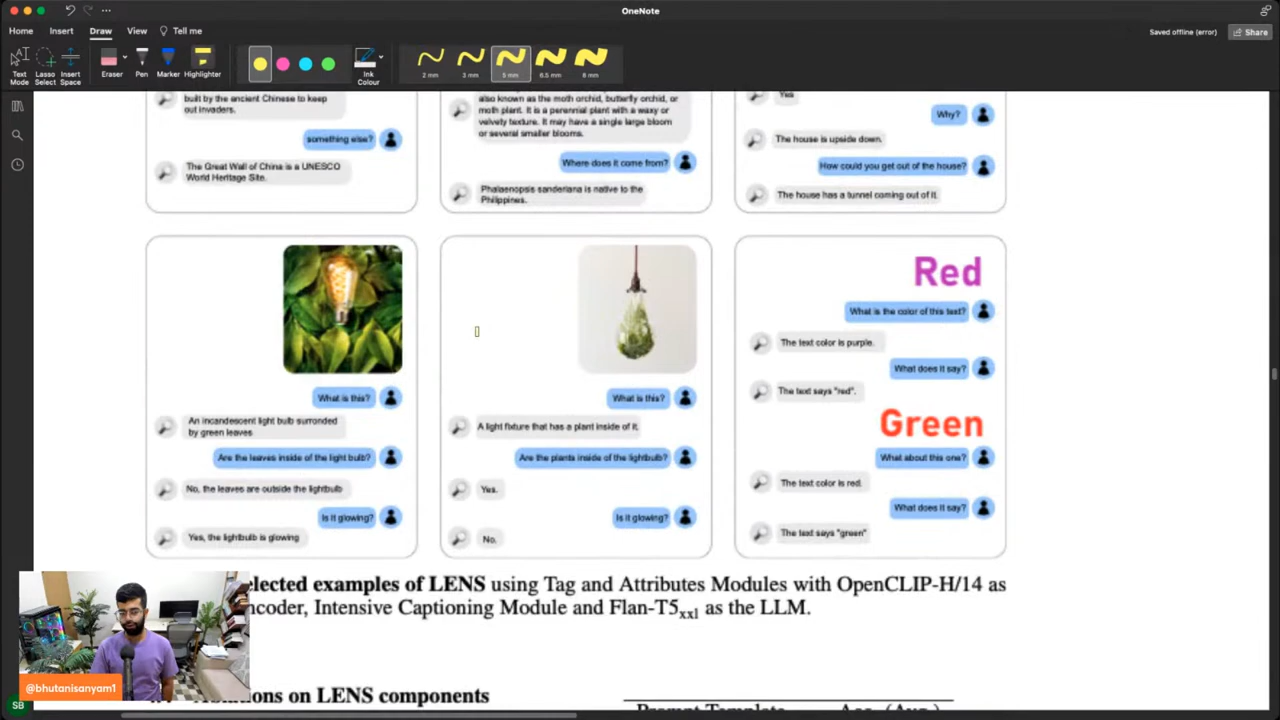 OneNote
Home Insert Draw View Tell me
Saved offline (error) Share
Text Mode
Lasso Select
Insert Space
Eraser
Pen
Marker
Highlighter
Ink Colour
2 mm
3 mm
5 mm
6.5 mm
8 mm
built by the ancient Chinese to keep
out invaders.
something else?
The Great Wall of China is a UNESCO
World Heritage Site.
also known as the moth orchid, butterfly orchid, or
moth plant. It is a perennial plant with a waxy or
velvety texture. It may have a single large bloom
or several smaller blooms.
Where does it come from?
Phalaenopsis sanderiana is native to the
Philippines.
Yes
Why?
The house is upside down.
How could you get out of the house?
The house has a tunnel coming out of it.
What is this?
An incandescent light bulb surronded
by green leaves
Are the leaves inside of the light bulb?
No, the leaves are outside the lightbulb
Is it glowing?
Yes, the lightbulb is glowing
What is this?
A light fixture that has a plant inside of it.
Are the plants inside of the lightbulb?
Yes.
Is it glowing?
No.
Red
What is the color of this text?
The text color is purple.
What does it say?
The text says "red".
Green
What about this one?
The text color is red.
What does it say?
The text says "green"
elected examples of LENS using Tag and Attributes Modules with OpenCLIP-H/14 as
ncoder, Intensive Captioning Module and Flan-T5xxl as the LLM.
ations on LENS components
Prompt Template Acc. (Avg.)
@bhutanisanyam1
SB